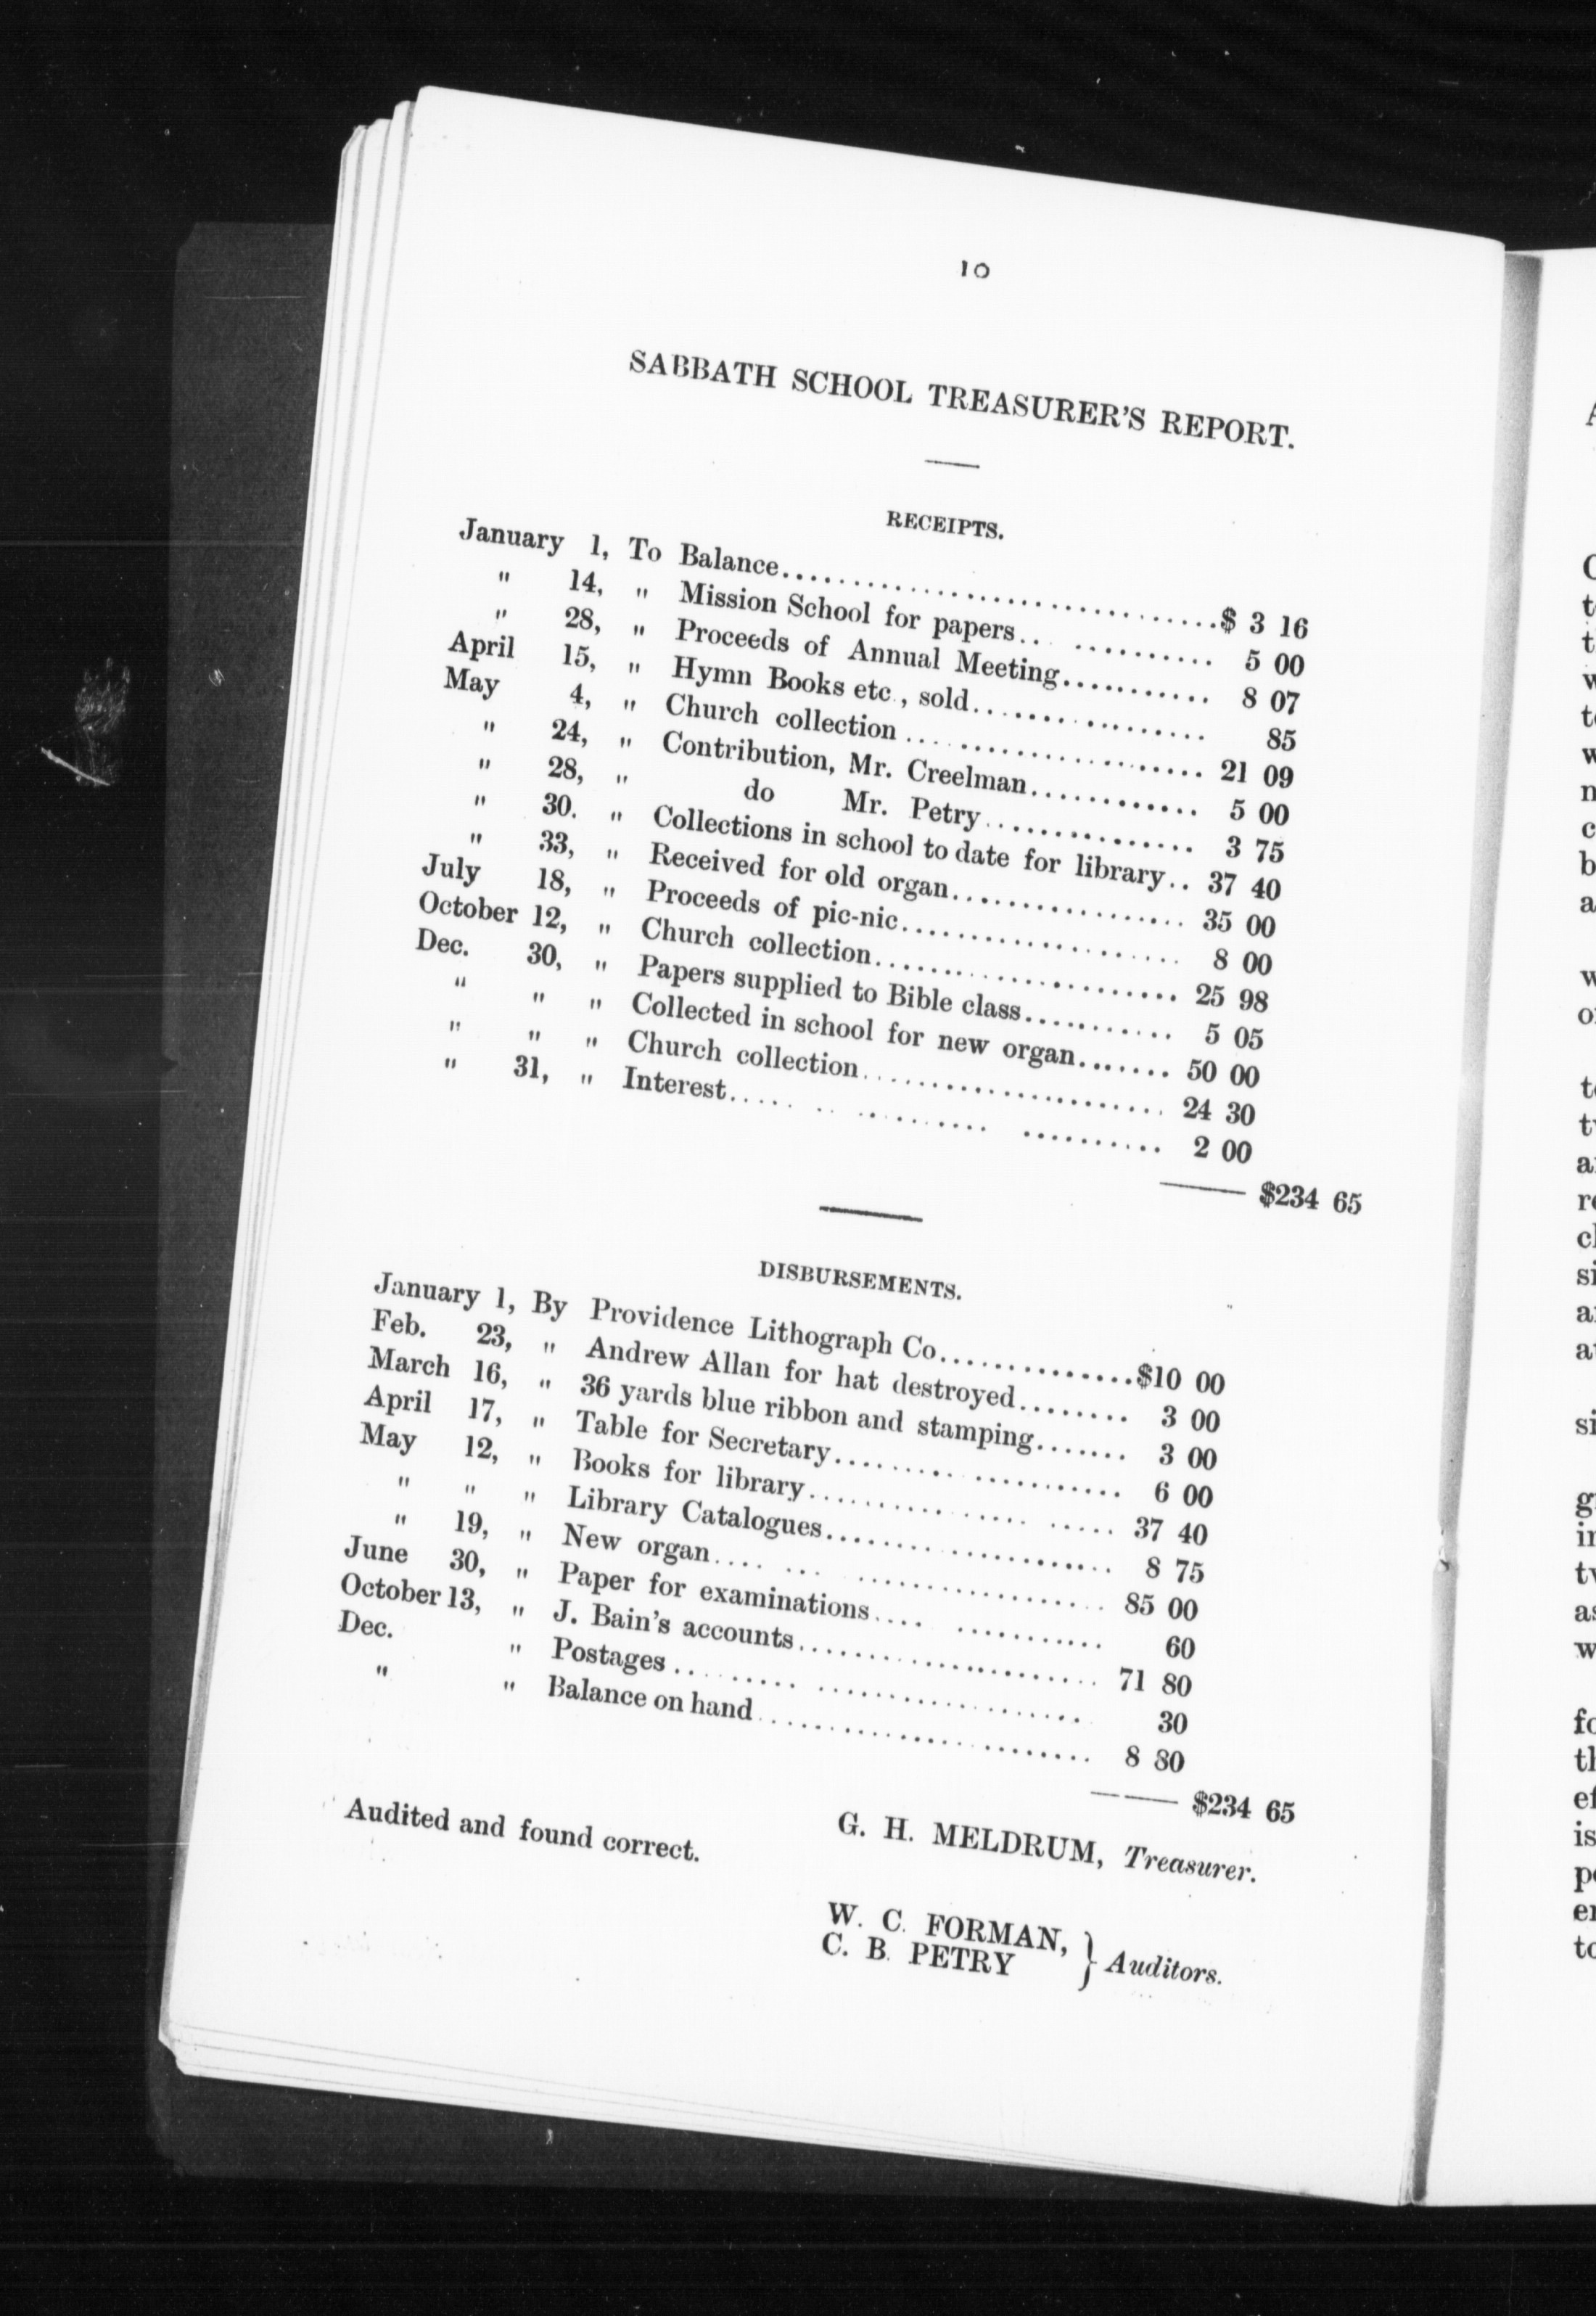 10
SABBATH SCHOOL TREASURER'S REPORT.
RECEIPTS.
January 1, To Balance........................................$ 3 16
" 14, " Mission School for papers............. 5 00
" 28, " Proceeds of Annual Meeting........... 8 07
April 15, " Hymn Books etc., sold................. 85
May 4, " Church collection ...................... 21 09
" 24, " Contribution, Mr. Creelman............ 5 00
" 28, " do Mr. Petry............... 3 75
" 30. " Collections in school to date for library.. 37 40
" 33, " Received for old organ................. 35 00
July 18, " Proceeds of pic-nic..................... 8 00
October 12, " Church collection....................... 25 98
Dec. 30, " Papers supplied to Bible class........... 5 05
" " " Collected in school for new organ....... 50 00
" " " Church collection....................... 24 30
" 31, " Interest............................... 2 00
$234 65
DISBURSEMENTS.
January 1, By Providence Lithograph Co..............$10 00
Feb. 23, " Andrew Allan for hat destroyed........ 3 00
March 16, " 36 yards blue ribbon and stamping....... 3 00
April 17, " Table for Secretary..................... 6 00
May 12, " Books for library....................... 37 40
" " " Library Catalogues..................... 8 75
" 19, " New organ............................. 85 00
June 30, " Paper for examinations............... 60
October 13, " J. Bain's accounts....................... 71 80
Dec. " Postages............................... 30
" " Balance on hand........................ 8 80
$234 65
Audited and found correct.
G. H. MELDRUM, Treasurer.
W. C. FORMAN,
C. B. PETRY } Auditors.